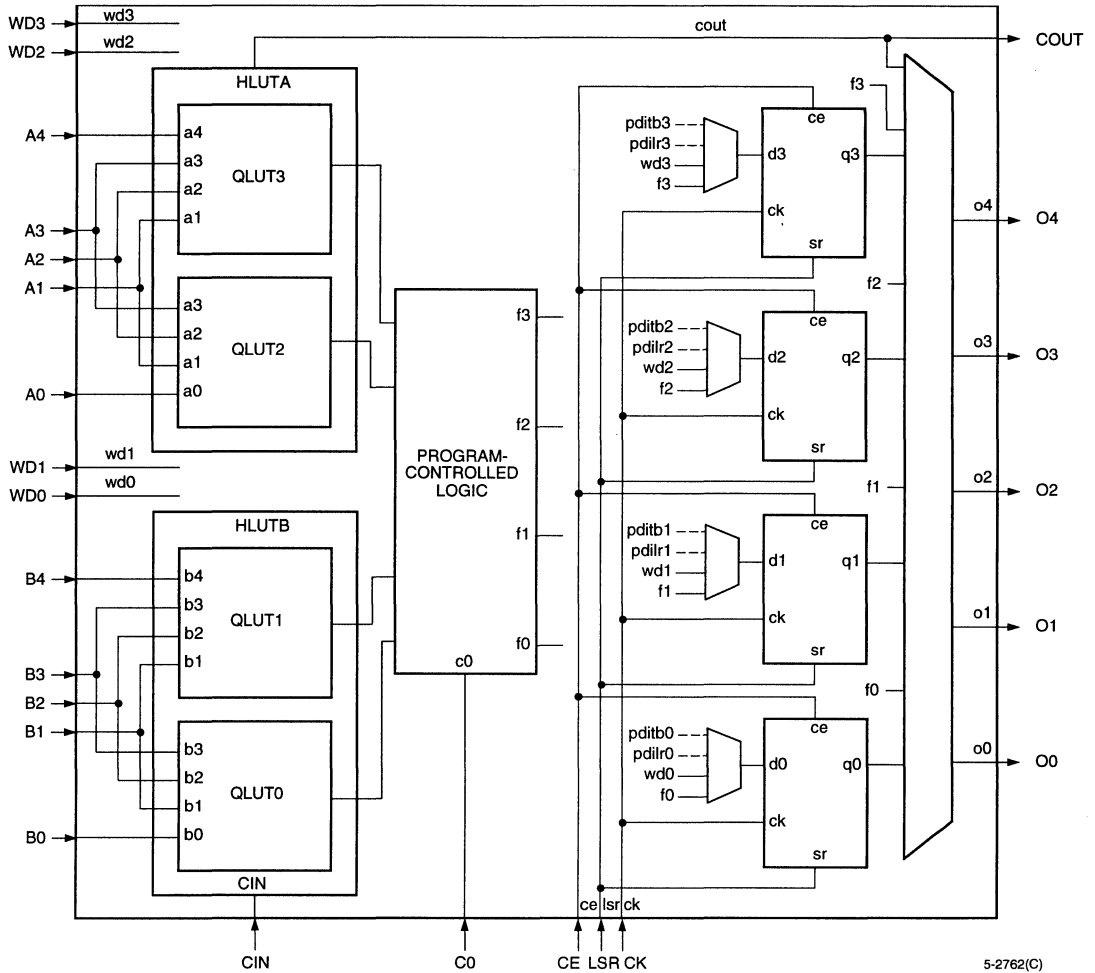 WD3 wd3 cout COUT
WD2 wd2
HLUTA
f3
A4 a4 QLUT3
a3
a2
a1
A3
A2
A1
a3 QLUT2
a2
a1
A0 a0
WD1 wd1
WD0 wd0
HLUTB
B4 b4 QLUT1
b3
b2
b1
B3
B2
B1
b3 QLUT0
b2
b1
B0 b0
CIN
PROGRAM-
CONTROLLED
LOGIC
f3
f2
f1
f0
c0
pditb3
pdilr3
wd3
f3
ce
d3 q3
ck
sr
o4 O4
f2
pditb2
pdilr2
wd2
f2
ce
d2 q2
ck
sr
o3 O3
f1
pditb1
pdilr1
wd1
f1
ce
d1 q1
ck
sr
o2 O2
o1 O1
f0
pditb0
pdilr0
wd0
f0
ce
d0 q0
ck
sr
o0 O0
ce lsr ck
CIN C0 CE LSR CK
5-2762(C)